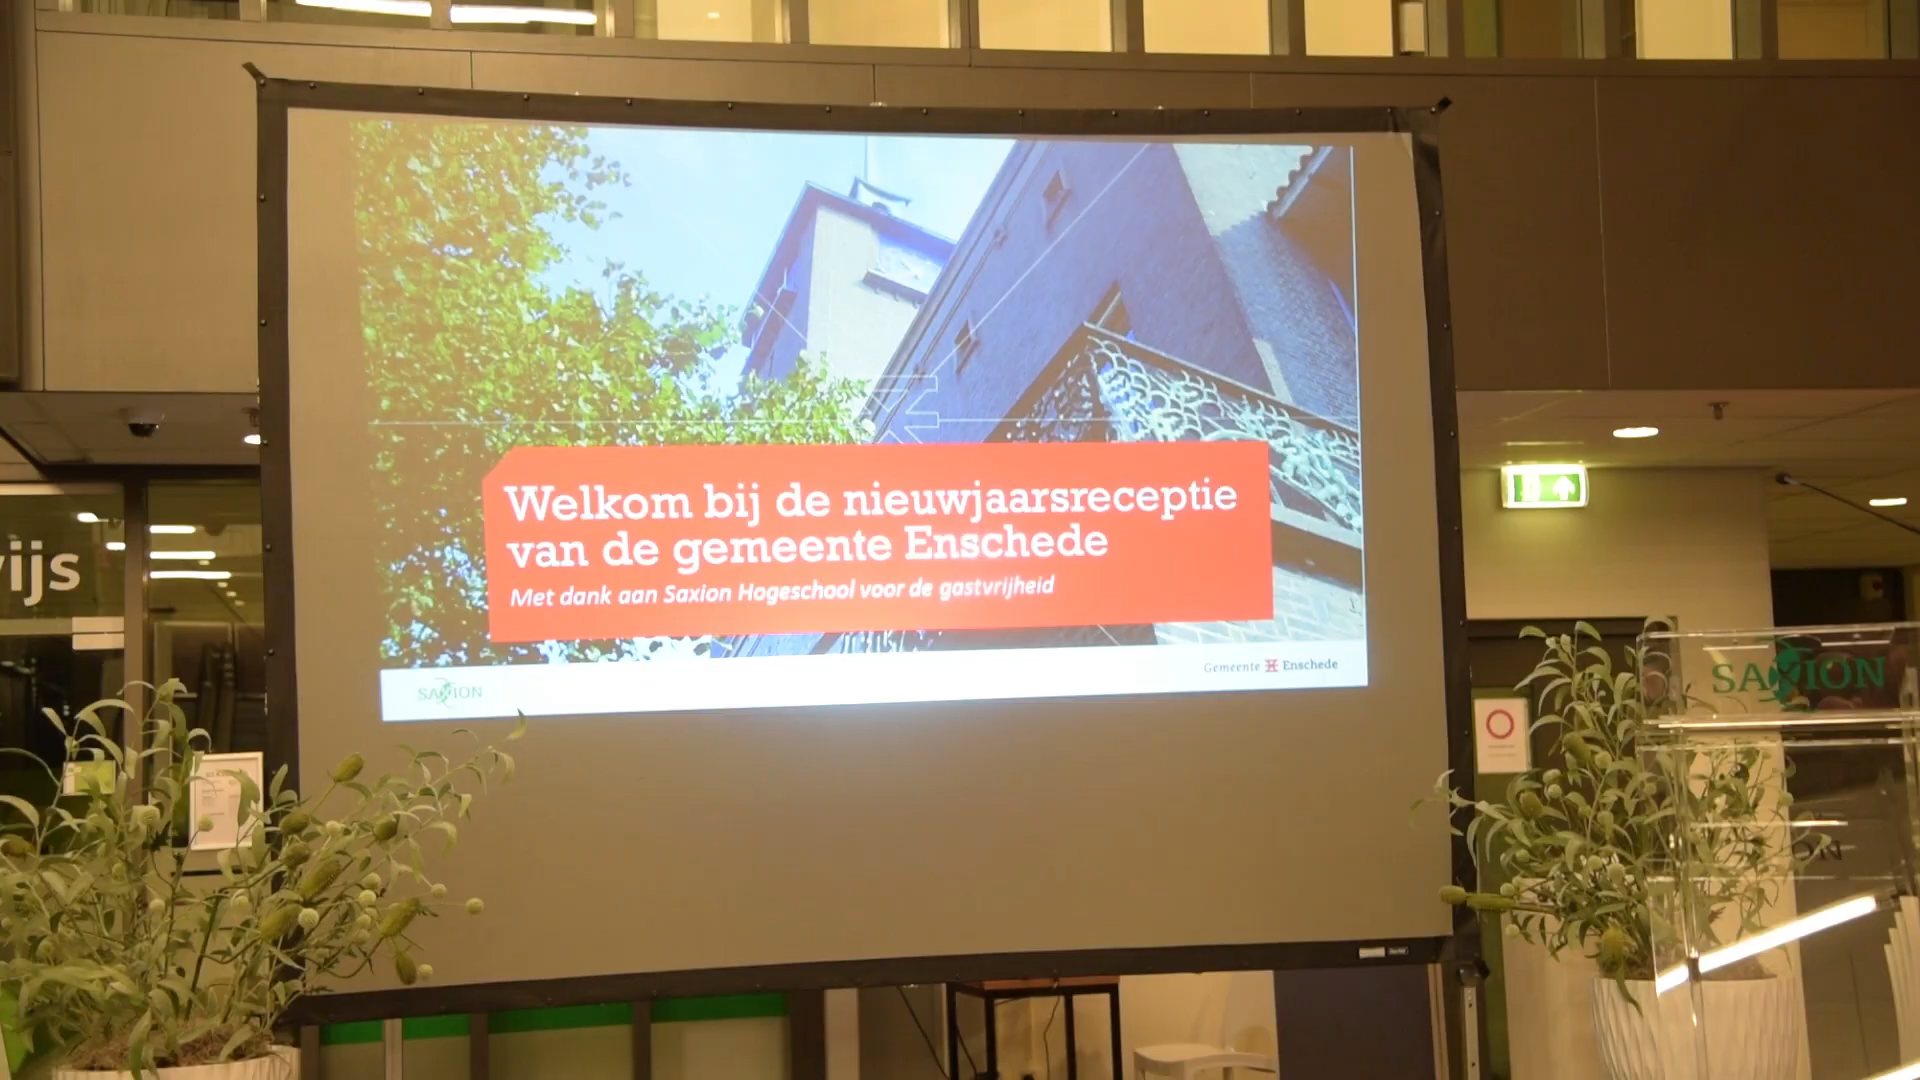 Welkom bij de nieuwjaarsreceptie
van de gemeente Enschede
Met dank aan Saxion Hogeschool voor de gastvrijheid
SAXION
Gemeente Enschede
ijs
SAXION